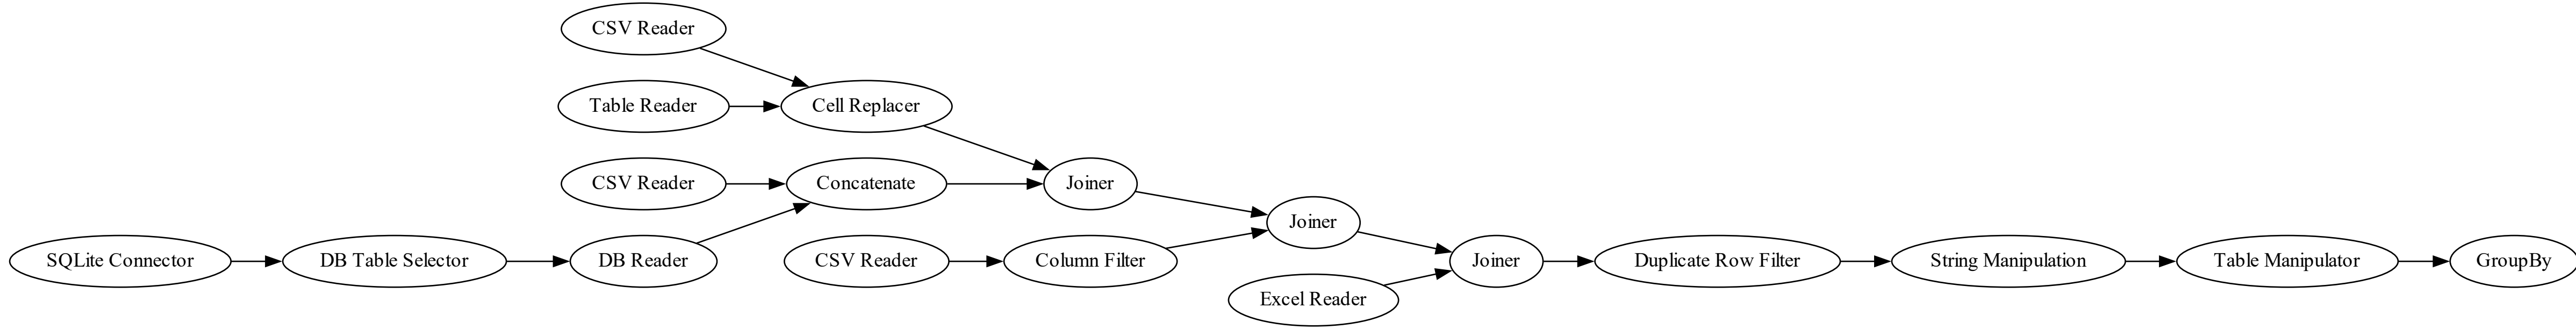 CSV Reader
Table Reader
Cell Replacer
CSV Reader
Concatenate
Joiner
Joiner
SQLite Connector
DB Table Selector
DB Reader
CSV Reader
Column Filter
Joiner
Duplicate Row Filter
String Manipulation
Table Manipulator
GroupBy
Excel Reader